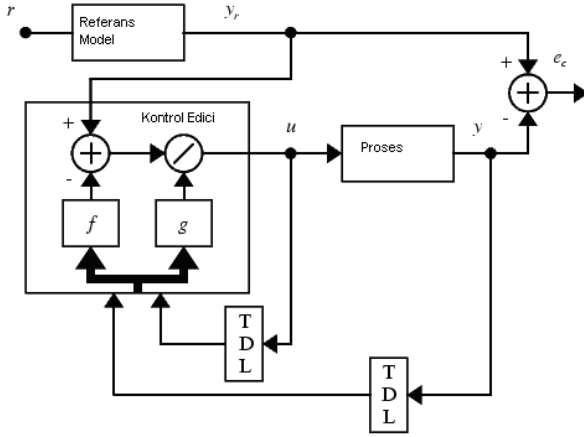 r
Referans
Model
y_r
e_c
+
+
-
+
Kontrol Edici
+
-
u
Proses
y
f
g
T
D
L
T
D
L